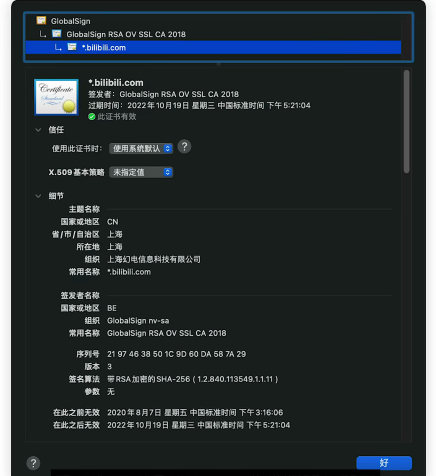 GlobalSign
GlobalSign RSA OV SSL CA 2018
*.bilibili.com
Certificate
Standard
*.bilibili.com
签发者：GlobalSign RSA OV SSL CA 2018
过期时间：2022年10月19日 星期三 中国标准时间 下午5:21:04
此证书有效
信任
使用此证书时： 使用系统默认 ?
X.509基本策略 未指定值
细节
主题名称
国家或地区 CN
省/市/自治区 上海
所在地 上海
组织 上海幻电信息科技有限公司
常用名称 *.bilibili.com
签发者名称
国家或地区 BE
组织 GlobalSign nv-sa
常用名称 GlobalSign RSA OV SSL CA 2018
序列号 21 97 46 38 50 1C 9D 60 DA 58 7A 29
版本 3
签名算法 带RSA加密的SHA-256 ( 1.2.840.113549.1.1.11 )
参数 无
在此之前无效 2020年8月7日 星期五 中国标准时间 下午3:16:06
在此之后无效 2022年10月19日 星期三 中国标准时间 下午5:21:04
? 好